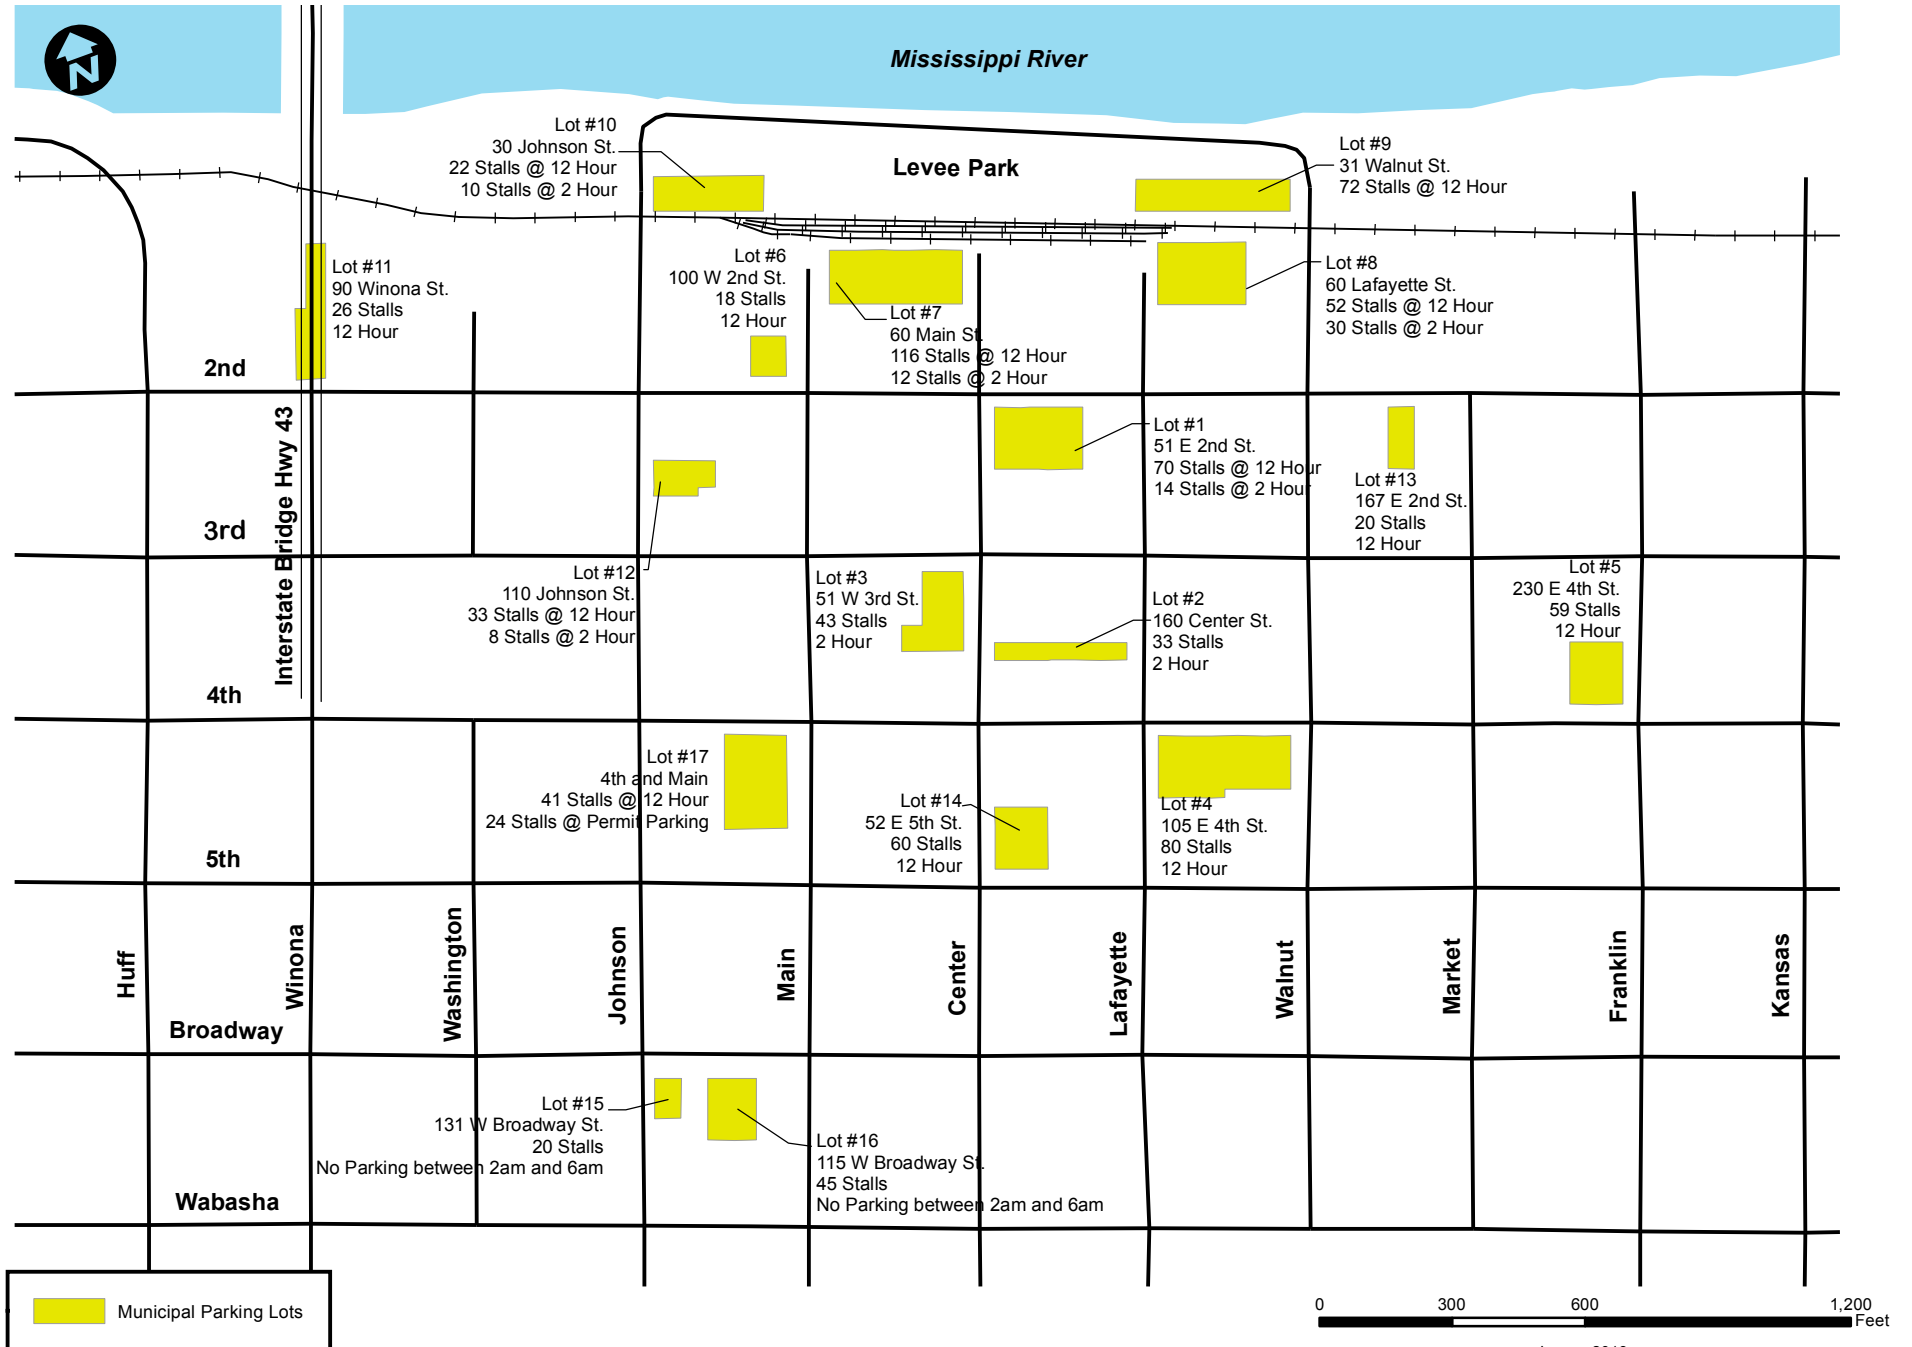 N
Mississippi River
Lot #10
30 Johnson St.
22 Stalls @ 12 Hour
10 Stalls @ 2 Hour
Levee Park
Lot #9
31 Walnut St.
72 Stalls @ 12 Hour
Lot #11
90 Winona St.
26 Stalls
12 Hour
Lot #6
100 W 2nd St.
18 Stalls
12 Hour
Lot #7
60 Main St.
116 Stalls @ 12 Hour
12 Stalls @ 2 Hour
Lot #8
60 Lafayette St.
52 Stalls @ 12 Hour
30 Stalls @ 2 Hour
2nd
Interstate Bridge Hwy 43
Lot #1
51 E 2nd St.
70 Stalls @ 12 Hour
14 Stalls @ 2 Hour
Lot #13
167 E 2nd St.
20 Stalls
12 Hour
3rd
Lot #12
110 Johnson St.
33 Stalls @ 12 Hour
8 Stalls @ 2 Hour
Lot #3
51 W 3rd St.
43 Stalls
2 Hour
Lot #2
160 Center St.
33 Stalls
2 Hour
Lot #5
230 E 4th St.
59 Stalls
12 Hour
4th
Lot #17
4th and Main
41 Stalls @ 12 Hour
24 Stalls @ Permit Parking
Lot #14
52 E 5th St.
60 Stalls
12 Hour
Lot #4
105 E 4th St.
80 Stalls
12 Hour
5th
Huff
Winona
Washington
Johnson
Main
Center
Lafayette
Walnut
Market
Franklin
Kansas
Broadway
Lot #15
131 W Broadway St.
20 Stalls
No Parking between 2am and 6am
Lot #16
115 W Broadway St.
45 Stalls
No Parking between 2am and 6am
Wabasha
Municipal Parking Lots
0 300 600 1,200
Feet